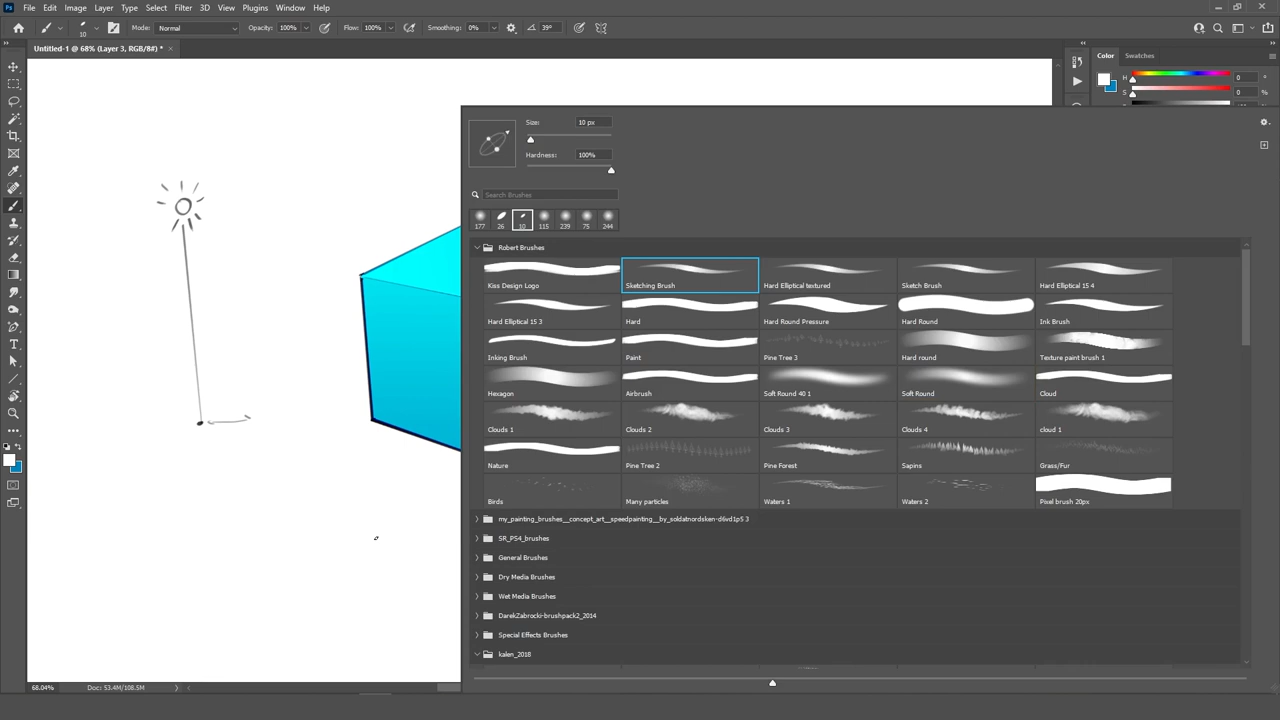 Ps File Edit Image Layer Type Select Filter 3D View Plugins Window Help
10 Mode: Normal Opacity: 100% Flow: 100% Smoothing: 0% 39°
Untitled-1 @ 68% (Layer 3, RGB/8#) * ×
Color Swatches
H 0 °
S 0 %
Size: 10 px
Hardness: 100%
Search Brushes
177 26 10 115 239 75 244
Robert Brushes
Kiss Design Logo Sketching Brush Hard Elliptical textured Sketch Brush Hard Elliptical 15 4
Hard Elliptical 15 3 Hard Hard Round Pressure Hard Round Ink Brush
Inking Brush Paint Pine Tree 3 Hard round Texture paint brush 1
Hexagon Airbrush Soft Round 40 1 Soft Round Cloud
Clouds 1 Clouds 2 Clouds 3 Clouds 4 cloud 1
Nature Pine Tree 2 Pine Forest Sapins Grass/Fur
Birds Many particles Waters 1 Waters 2 Pixel brush 20px
my_painting_brushes__concept_art__speedpainting__by_soldatnordsken-d6vd1p5 3
SR_PS4_brushes
General Brushes
Dry Media Brushes
Wet Media Brushes
DarekZabrocki-brushpack2_2014
Special Effects Brushes
kalen_2018
68.04% Doc: 53.4M/108.5M